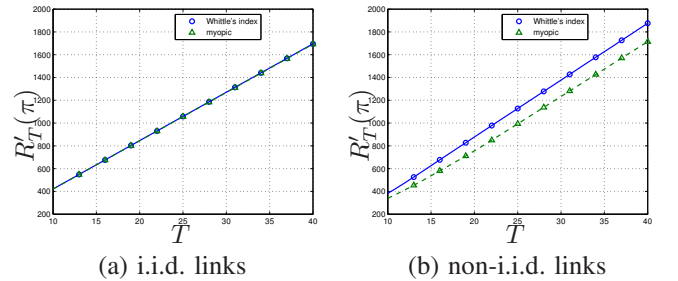 2000
1800
1600
1400
1200
1000
800
600
400
200
R′_T(π)
Whittle's index
myopic
10 15 20 25 30 35 40
T
(a) i.i.d. links
2000
1800
1600
1400
1200
1000
800
600
400
200
R′_T(π)
Whittle's index
myopic
10 15 20 25 30 35 40
T
(b) non-i.i.d. links